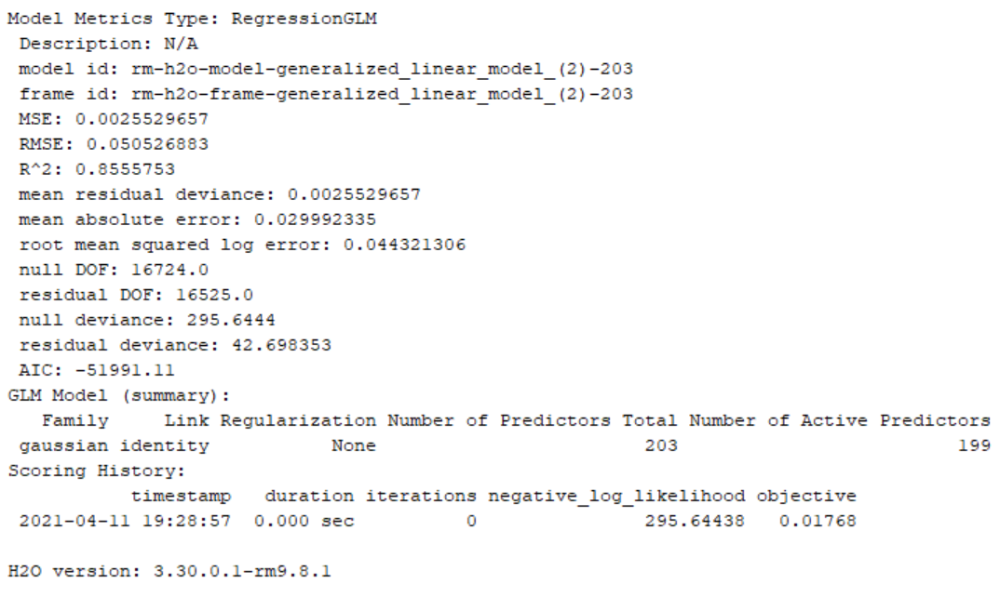 Model Metrics Type: RegressionGLM
Description: N/A
model id: rm-h2o-model-generalized_linear_model_(2)-203
frame id: rm-h2o-frame-generalized_linear_model_(2)-203
MSE: 0.0025529657
RMSE: 0.050526883
R^2: 0.8555753
mean residual deviance: 0.0025529657
mean absolute error: 0.029992335
root mean squared log error: 0.044321306
null DOF: 16724.0
residual DOF: 16525.0
null deviance: 295.6444
residual deviance: 42.698353
AIC: -51991.11
GLM Model (summary):
Family Link Regularization Number of Predictors Total Number of Active Predictors
gaussian identity None 203 199
Scoring History:
timestamp duration iterations negative_log_likelihood objective
2021-04-11 19:28:57 0.000 sec 0 295.64438 0.01768
H2O version: 3.30.0.1-rm9.8.1